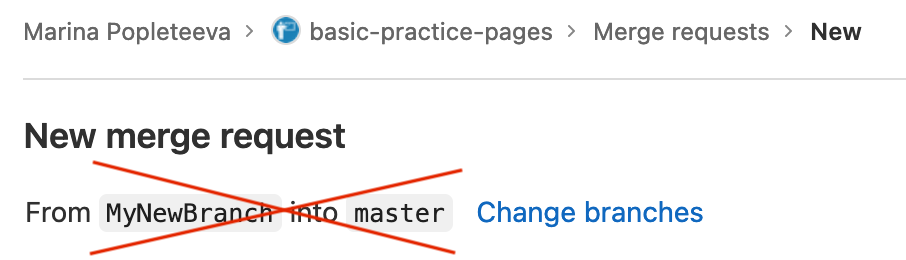 Marina Popleteeva > basic-practice-pages > Merge requests > New
New merge request
From MyNewBranch into master Change branches